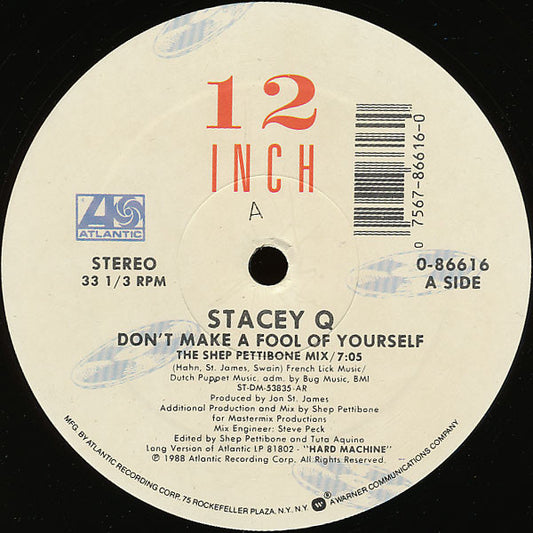 12
INCH
A
0 7567-86616-0
ATLANTIC
STEREO
33 1/3 RPM
0-86616
A SIDE
STACEY Q
DON'T MAKE A FOOL OF YOURSELF
THE SHEP PETTIBONE MIX/7:05
(Hahn, St. James, Swain) French Lick Music/
Dutch Puppet Music, adm. by Bug Music, BMI
ST-DM-53835-AR
Produced by Jon St. James
Additional Production and Mix by Shep Pettibone
for Mastermix Productions
Mix Engineer: Steve Peck
Edited by Shep Pettibone and Tuta Aquino
Long Version of Atlantic LP 81802 - "HARD MACHINE"
℗ 1988 Atlantic Recording Corp. All Rights Reserved.
MFG. BY ATLANTIC RECORDING CORP. 75 ROCKEFELLER PLAZA, N.Y. N.Y. ® A WARNER COMMUNICATIONS COMPANY